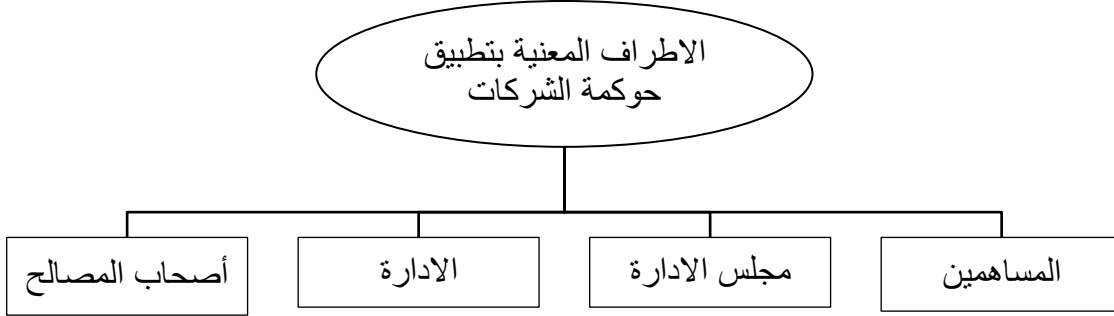 الاطراف المعنية بتطبيق
حوكمة الشركات
المساهمين
مجلس الادارة
الادارة
أصحاب المصالح